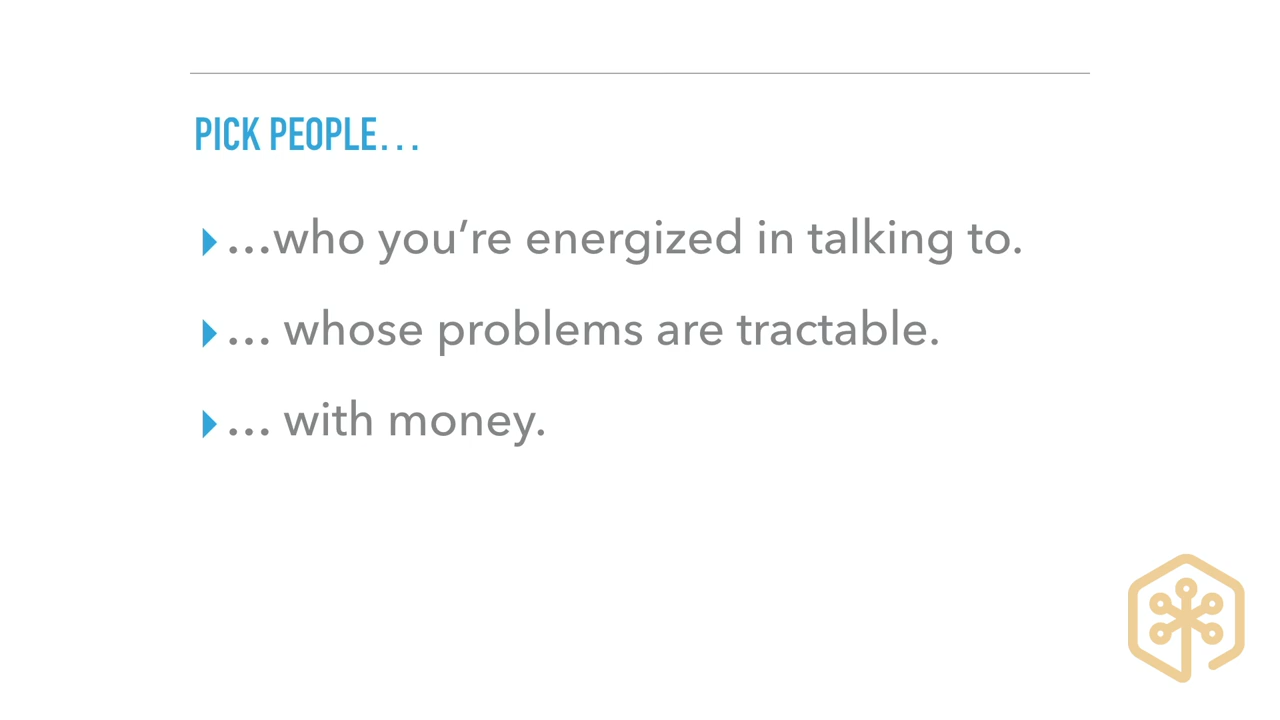 PICK PEOPLE…
…who you’re energized in talking to.
… whose problems are tractable.
… with money.